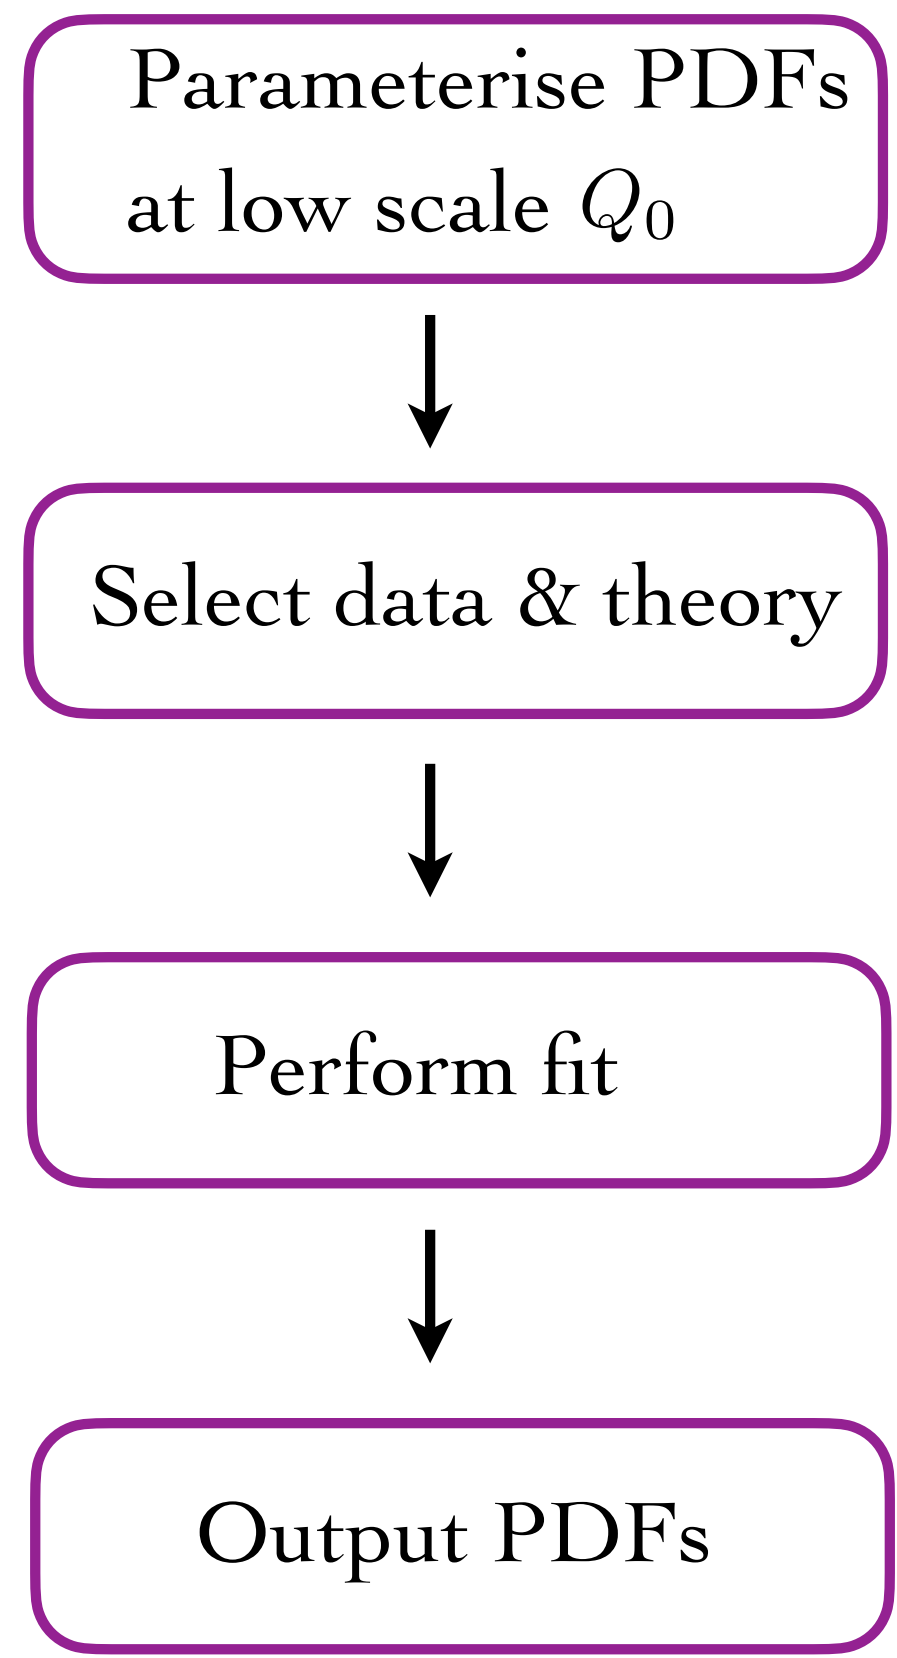 Parameterise PDFs
at low scale Q₀
Select data & theory
Perform fit
Output PDFs